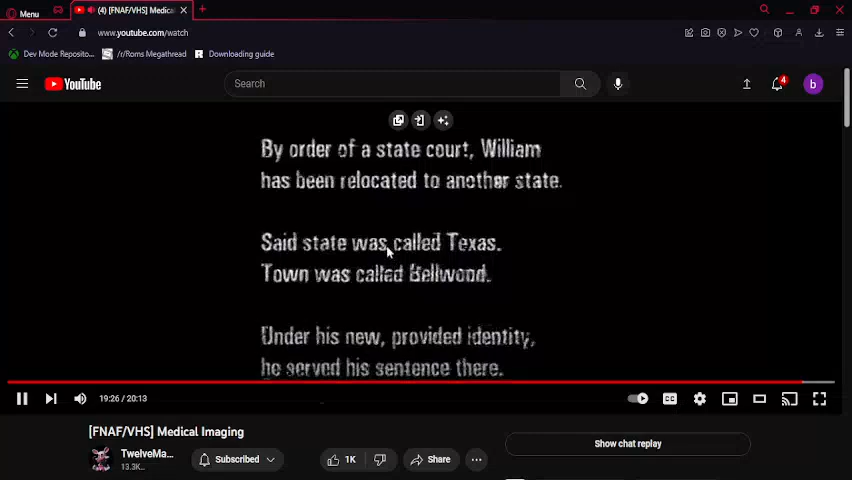 Menu
(4) [FNAF/VHS] Medica
www.youtube.com/watch
Dev Mode Reposito...
/r/Roms Megathread
Downloading guide
YouTube
Search
4
b
By order of a state court, William
has been relocated to another state.
Said state was called Texas.
Town was called Bellwood.
Under his new, provided identity,
he served his sentence there.
19:26 / 20:13
[FNAF/VHS] Medical Imaging
TwelveMa...
13.3K...
Subscribed
1K
Share
Show chat replay